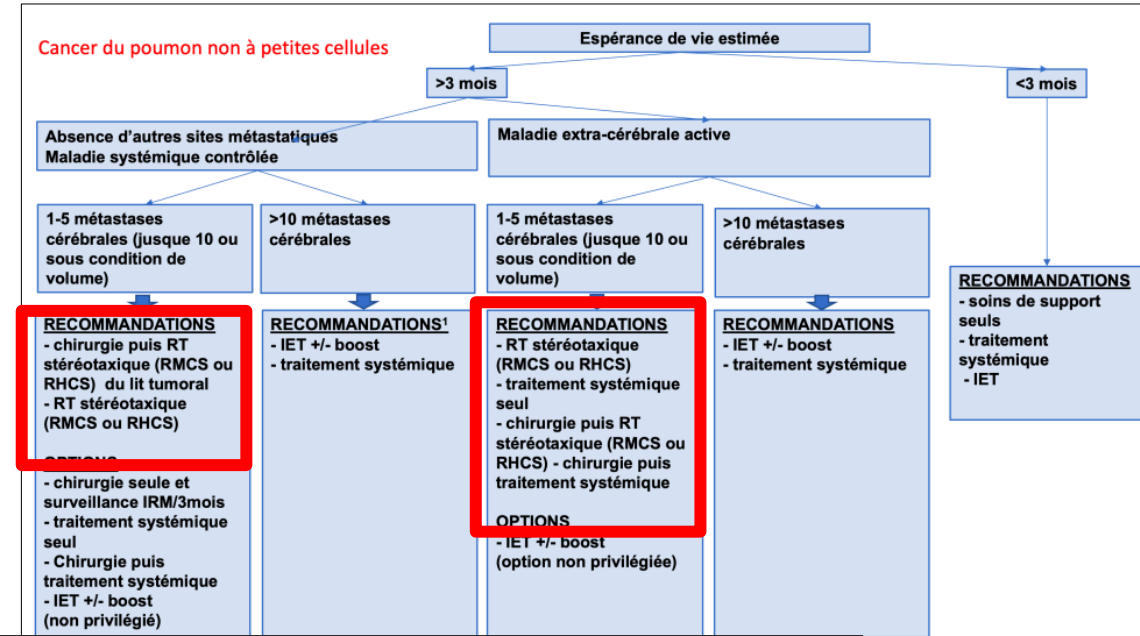 Cancer du poumon non à petites cellules
Espérance de vie estimée
>3 mois
<3 mois
Absence d'autres sites métastatiques
Maladie systémique contrôlée
Maladie extra-cérébrale active
1-5 métastases
cérébrales (jusque 10 ou
sous condition de
volume)
>10 métastases
cérébrales
1-5 métastases
cérébrales (jusque 10 ou
sous condition de
volume)
>10 métastases
cérébrales
RECOMMANDATIONS
- chirurgie puis RT
stéréotaxique (RMCS ou
RHCS) du lit tumoral
- RT stéréotaxique
(RMCS ou RHCS)
OPTIONS
- chirurgie seule et
surveillance IRM/3mois
- traitement systémique
seul
- Chirurgie puis
traitement systémique
- IET +/- boost
(non privilégié)
RECOMMANDATIONS¹
- IET +/- boost
- traitement systémique
RECOMMANDATIONS
- RT stéréotaxique
(RMCS ou RHCS)
- traitement systémique
seul
- chirurgie puis RT
stéréotaxique (RMCS ou
RHCS) - chirurgie puis
traitement systémique
OPTIONS
- IET +/- boost
(option non privilégiée)
RECOMMANDATIONS
- IET +/- boost
- traitement systémique
RECOMMANDATIONS
- soins de support
seuls
- traitement
systémique
- IET